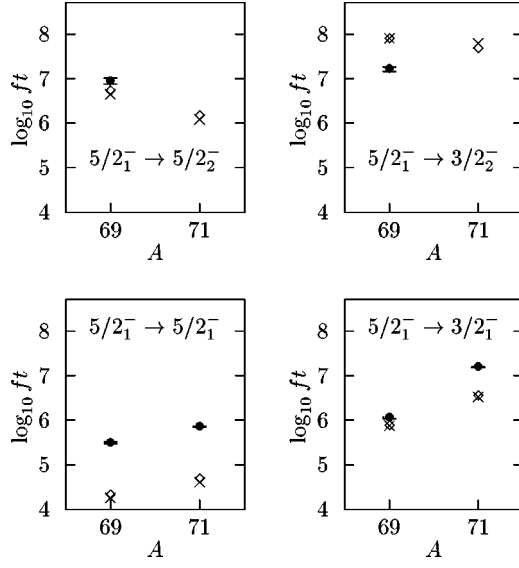 8
7
6
5
4
log₁₀ ft
5/2₁⁻ → 5/2₂⁻
69 71
A
8
7
6
5
4
log₁₀ ft
5/2₁⁻ → 3/2₂⁻
69 71
A
8
7
6
5
4
log₁₀ ft
5/2₁⁻ → 5/2₁⁻
69 71
A
8
7
6
5
4
log₁₀ ft
5/2₁⁻ → 3/2₁⁻
69 71
A